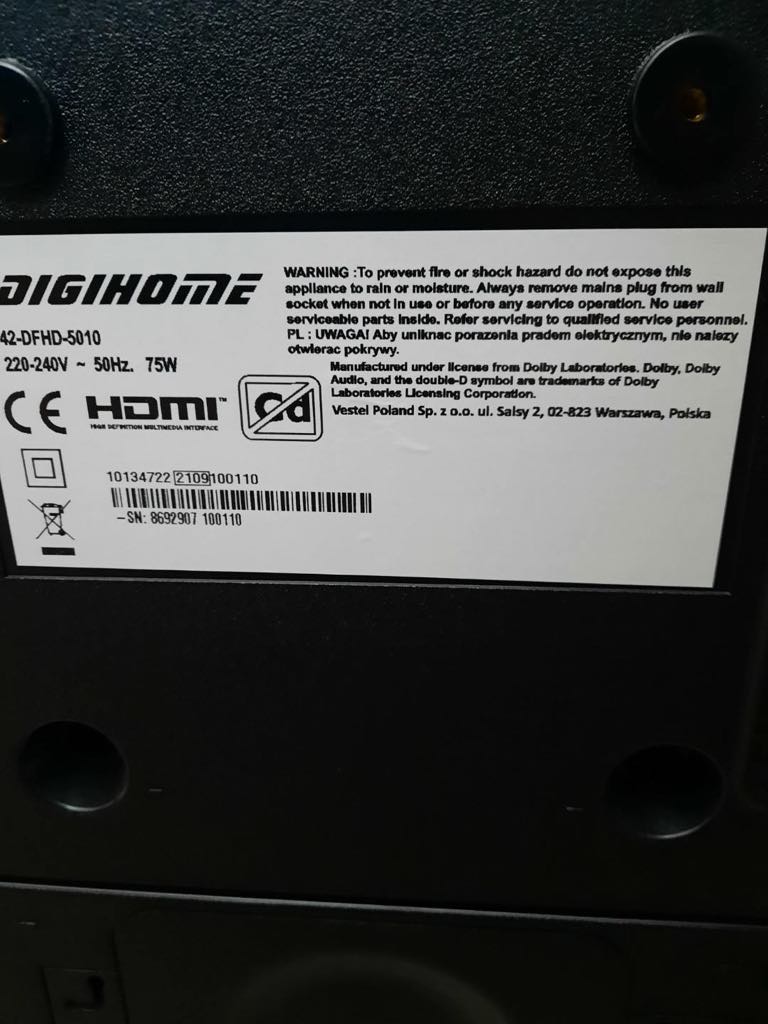 DIGIHOME
42-DFHD-5010
220-240V ~ 50Hz. 75W
CE HDMI™
HIGH DEFINITION MULTIMEDIA INTERFACE
Cd
WARNING :To prevent fire or shock hazard do not expose this
appliance to rain or moisture. Always remove mains plug from wall
socket when not in use or before any service operation. No user
serviceable parts inside. Refer servicing to qualified service personnel.
PL : UWAGA! Aby uniknac porazenia pradem elektrycznym, nie nalezy
otwierac pokrywy.
Manufactured under license from Dolby Laboratories. Dolby, Dolby
Audio, and the double-D symbol are trademarks of Dolby
Laboratories Licensing Corporation.
Vestel Poland Sp. z o.o. ul. Salsy 2, 02-823 Warszawa, Polska
10134722 2109 100110
-SN: 8692907 100110